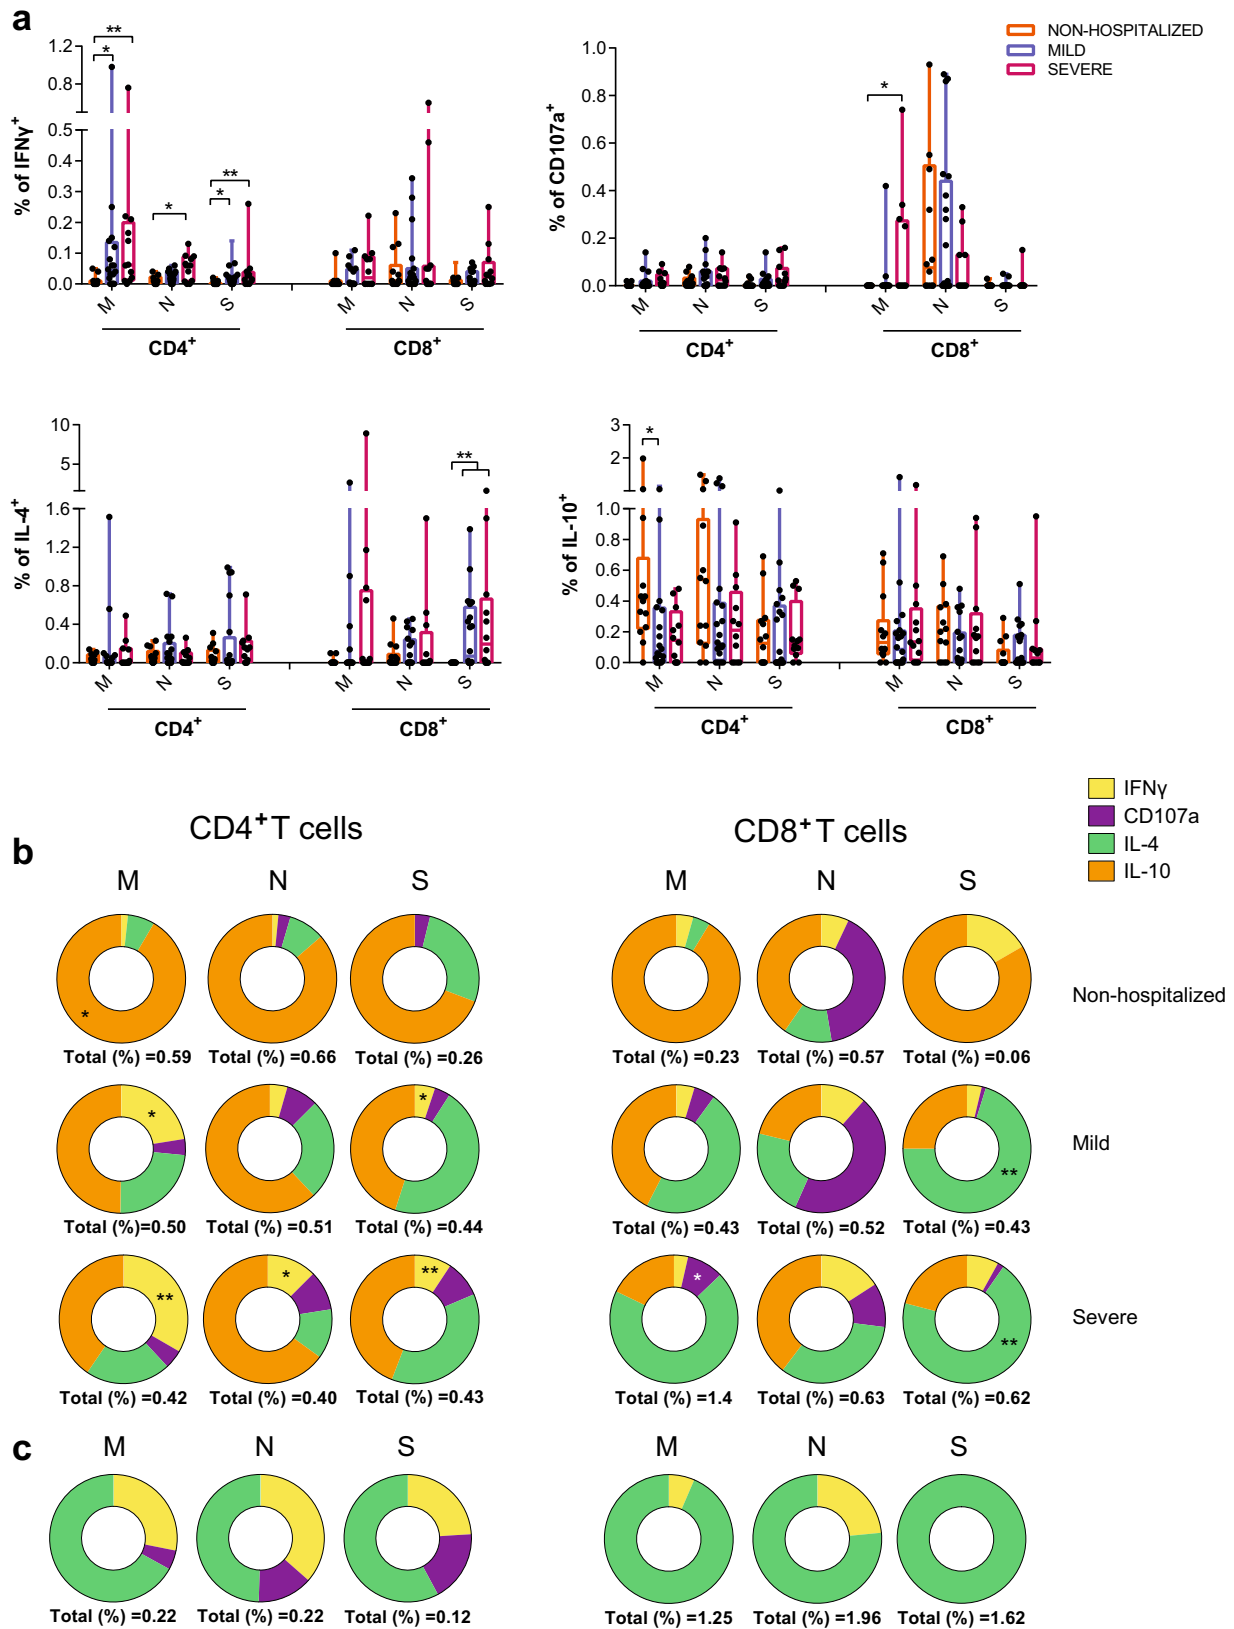 a
NON-HOSPITALIZED
MILD
SEVERE
% of IFNγ+
1.2
0.8
0.5
0.4
0.3
0.2
0.1
0.0
** 
*
*
**
*
M N S M N S
CD4+ CD8+
% of CD107a+
1.0
0.8
0.6
0.4
0.2
0.0
*
M N S M N S
CD4+ CD8+
% of IL-4+
10
5
1.6
1.2
0.8
0.4
0.0
**
M N S M N S
CD4+ CD8+
% of IL-10+
3
2
1
1.0
0.8
0.6
0.4
0.2
0.0
*
M N S M N S
CD4+ CD8+
IFNγ
CD107a
IL-4
IL-10
b
CD4+ T cells CD8+ T cells
M N S M N S
*
Non-hospitalized
Total (%) =0.59 Total (%) =0.66 Total (%) =0.26 Total (%) =0.23 Total (%) =0.57 Total (%) =0.06
* * **
Mild
Total (%)=0.50 Total (%) =0.51 Total (%) =0.44 Total (%) =0.43 Total (%) =0.52 Total (%) =0.43
** * ** * **
Severe
Total (%) =0.42 Total (%) =0.40 Total (%) =0.43 Total (%) =1.4 Total (%) =0.63 Total (%) =0.62
c
M N S M N S
Total (%) =0.22 Total (%) =0.22 Total (%) =0.12 Total (%) =1.25 Total (%) =1.96 Total (%) =1.62